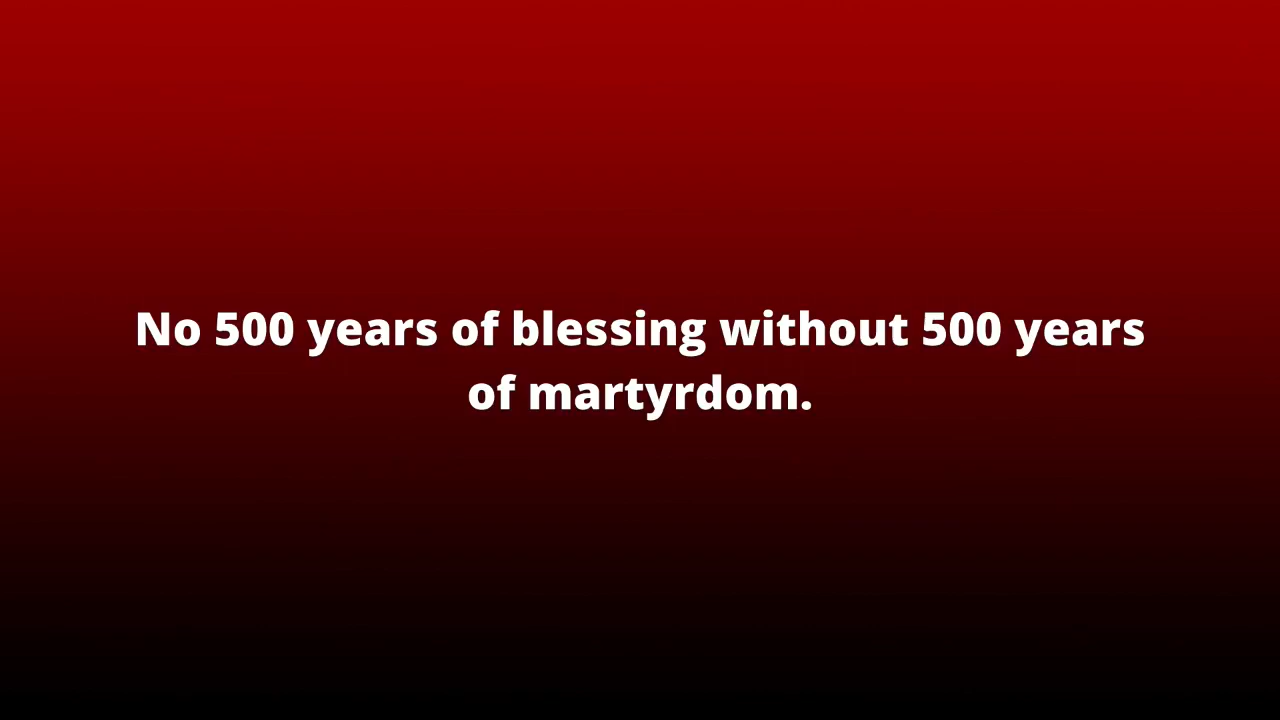 No 500 years of blessing without 500 years
of martyrdom.